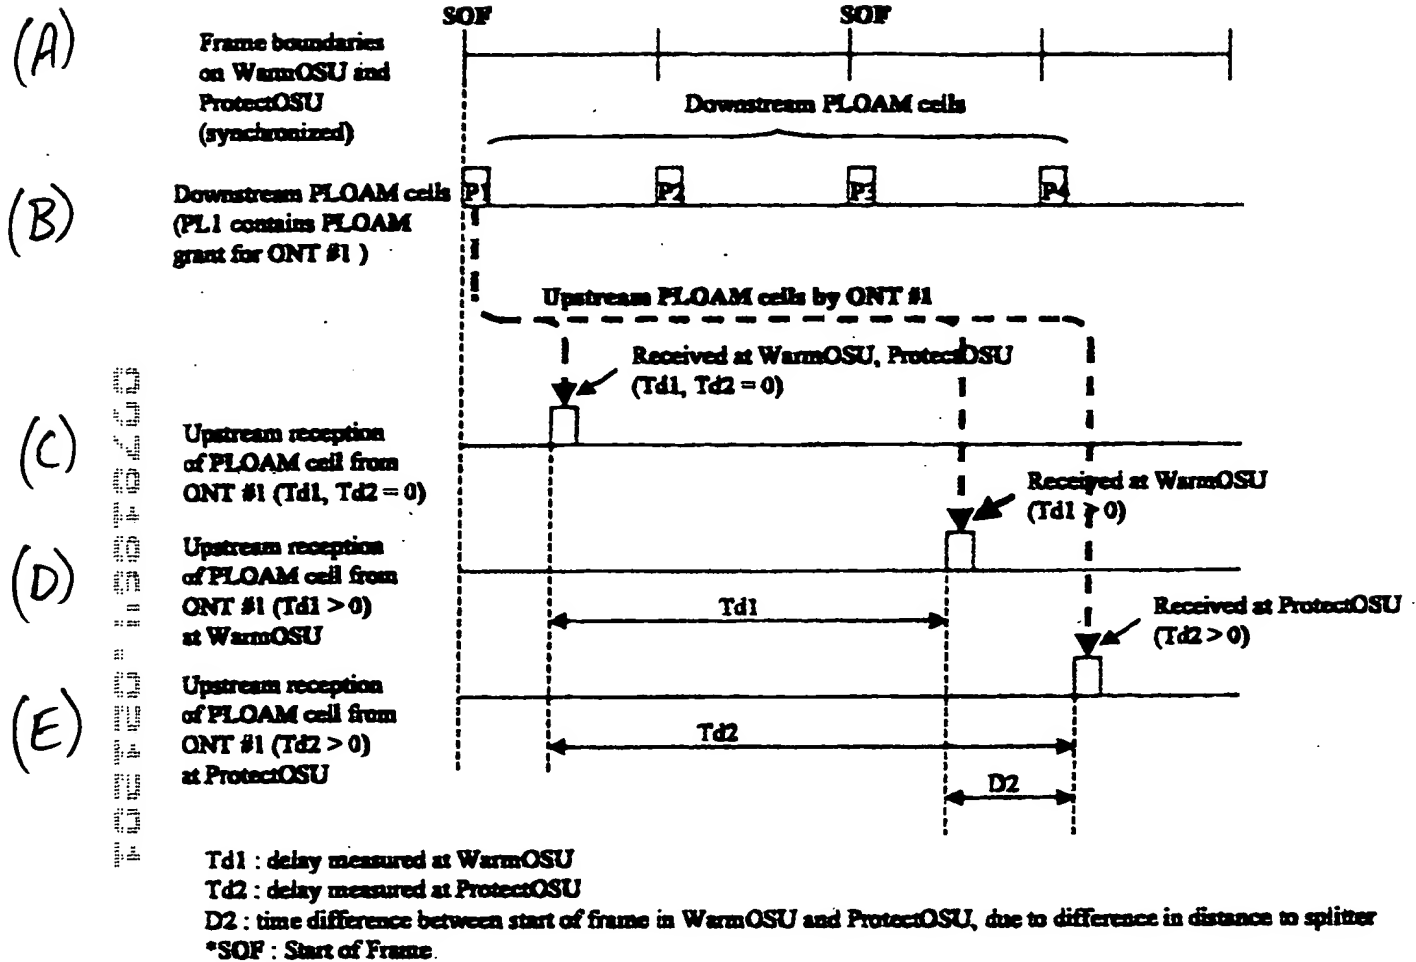 (A)
SOF
SOF
Frame boundaries
on WarmOSU and
ProtectOSU
(synchronized)
Downstream PLOAM cells
(B)
Downstream PLOAM cells
(PL1 contains PLOAM
grant for ONT #1 )
P1
P2
P3
P4
Upstream PLOAM cells by ONT #1
Received at WarmOSU, ProtectOSU
(Td1, Td2 = 0)
(C)
Upstream reception
of PLOAM cell from
ONT #1 (Td1, Td2 = 0)
Received at WarmOSU
(Td1 > 0)
(D)
Upstream reception
of PLOAM cell from
ONT #1 (Td1 > 0)
at WarmOSU
Td1
Received at ProtectOSU
(Td2 > 0)
(E)
Upstream reception
of PLOAM cell from
ONT #1 (Td2 > 0)
at ProtectOSU
Td2
D2
Td1 : delay measured at WarmOSU
Td2 : delay measured at ProtectOSU
D2 : time difference between start of frame in WarmOSU and ProtectOSU, due to difference in distance to splitter
*SOF : Start of Frame